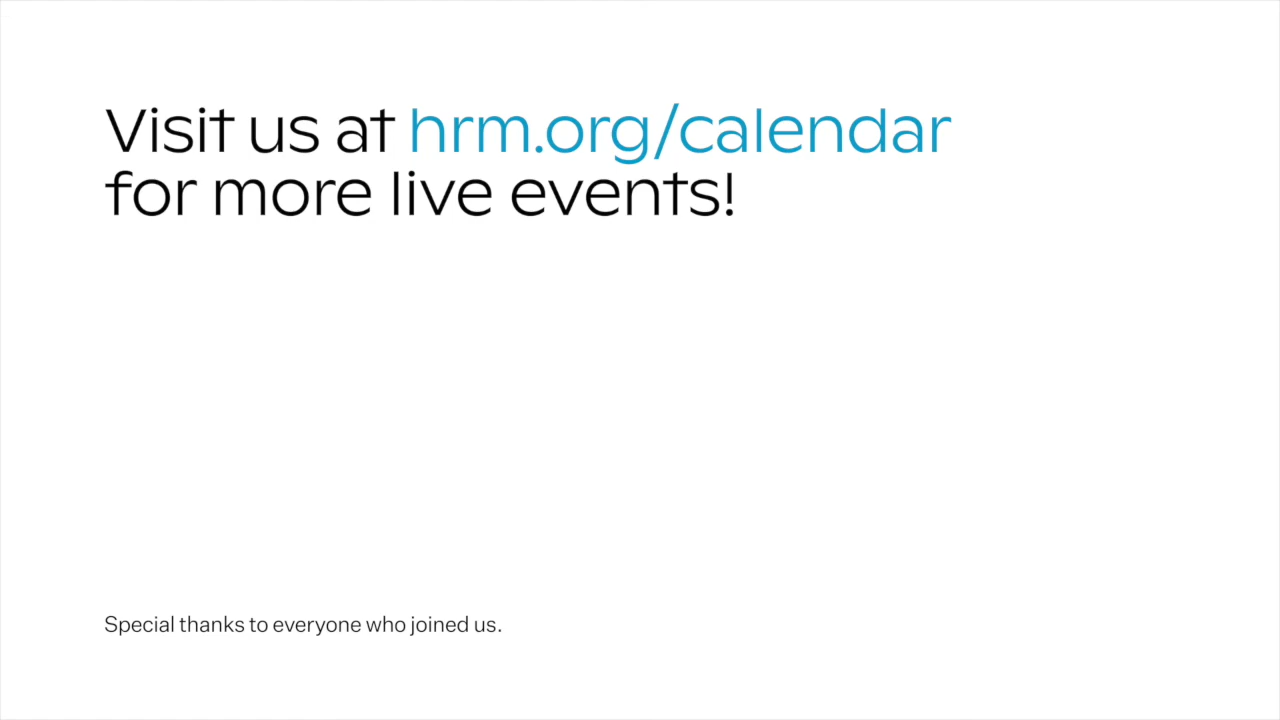 Visit us at hrm.org/calendar
for more live events!
Special thanks to everyone who joined us.